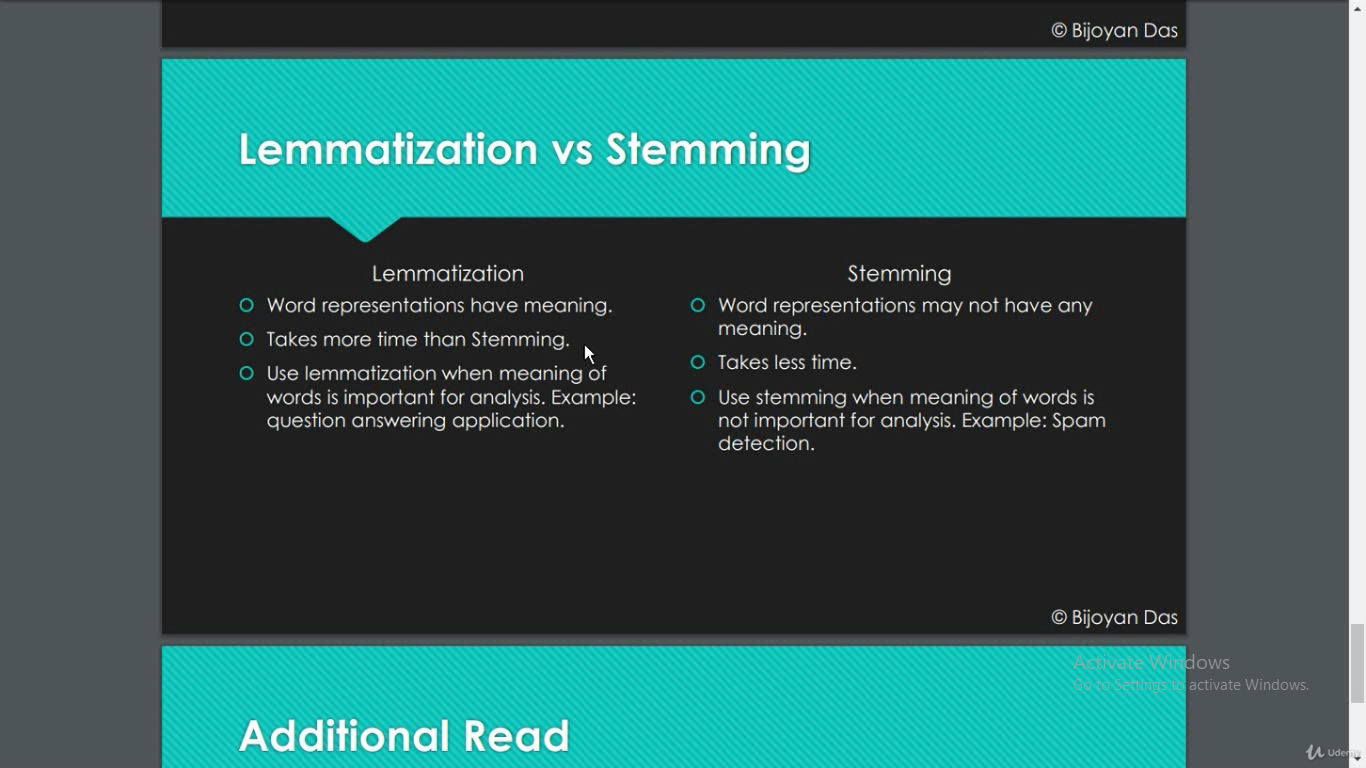 © Bijoyan Das
Lemmatization vs Stemming
Lemmatization
Word representations have meaning.
Takes more time than Stemming.
Use lemmatization when meaning of
words is important for analysis. Example:
question answering application.
Stemming
Word representations may not have any
meaning.
Takes less time.
Use stemming when meaning of words is
not important for analysis. Example: Spam
detection.
© Bijoyan Das
Activate Windows
Go to Settings to activate Windows.
Additional Read
Udemy